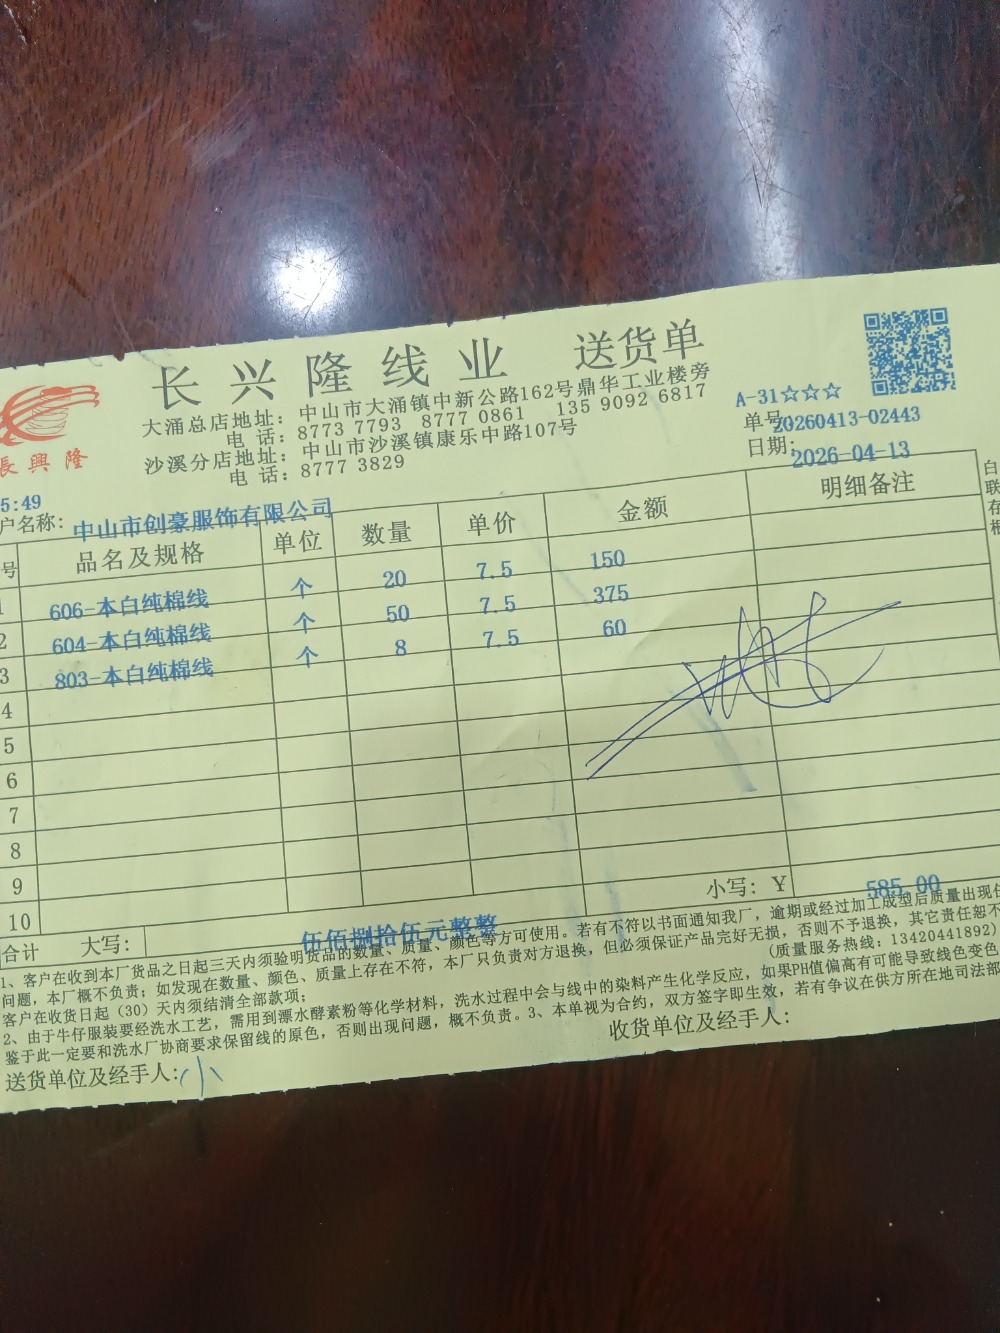 长兴隆线业 送货单
長興隆
大涌总店地址：中山市大涌镇中新公路162号鼎华工业楼旁
电 话：8773 7793 8777 0861 135 9092 6817
沙溪分店地址：中山市沙溪镇康乐中路107号
电 话：8777 3829
A-31☆☆☆
单号：20260413-02443
日期：2026-04-13
5:49
户名称：中山市创豪服饰有限公司
号 品名及规格 单位 数量 单价 金额 明细备注
1 606-本白纯棉线 个 20 7.5 150
2 604-本白纯棉线 个 50 7.5 375
3 803-本白纯棉线 个 8 7.5 60
4
5
6
7
8
9
10
合计 大写：伍佰捌拾伍元整整 小写：Y 585.00
1、客户在收到本厂货品之日起三天内须验明货品的数量、质量、颜色等方可使用。若有不符以书面通知我厂，逾期或经过加工成型后质量出现任
问题，本厂概不负责；如发现在数量、颜色、质量上存在不符，本厂只负责对方退换，但必须保证产品完好无损，否则不予退换，其它责任恕不
客户在收货日起（30）天内须结清全部款项； （质量服务热线：13420441892）
2、由于牛仔服装要经洗水工艺，需用到漂水酵素粉等化学材料，洗水过程中会与线中的染料产生化学反应，如果PH值偏高有可能导致线色变色
鉴于此一定要和洗水厂协商要求保留线的原色，否则出现问题，概不负责。3、本单视为合约，双方签字即生效，若有争议在供方所在地司法部
送货单位及经手人：小 收货单位及经手人：